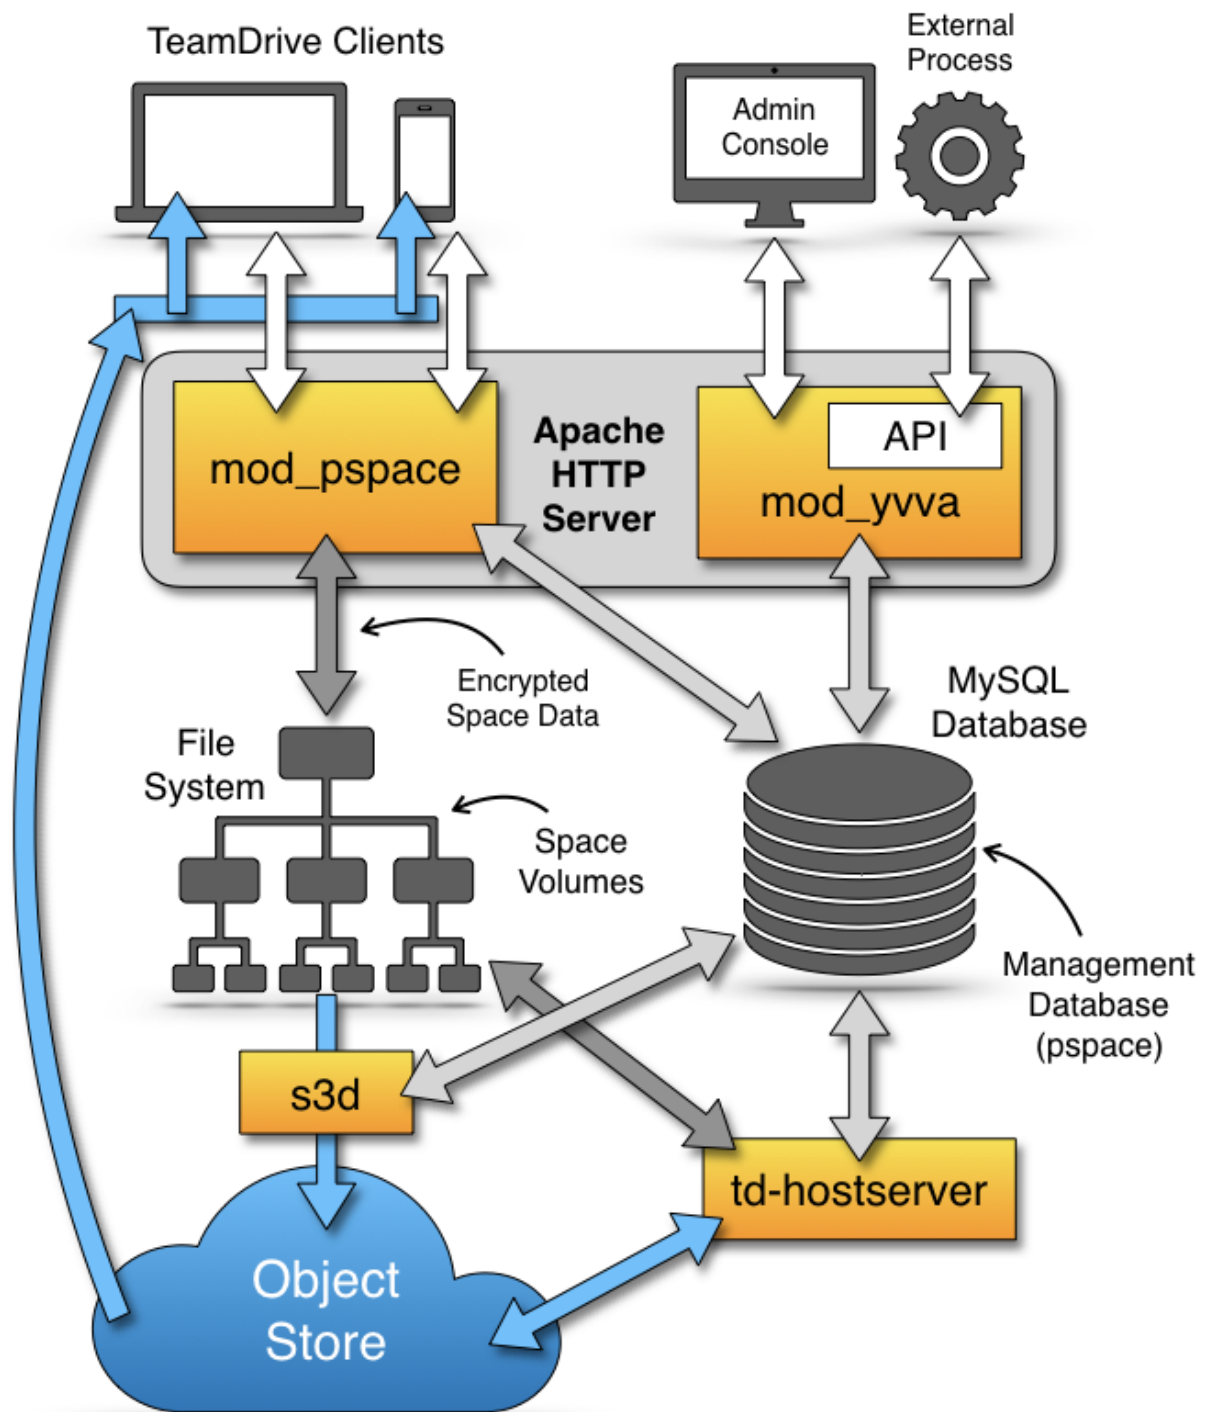 TeamDrive Clients
External
Process
Admin
Console
mod_pspace
Apache
HTTP
Server
API
mod_yvva
Encrypted
Space Data
MySQL
Database
File
System
Space
Volumes
Management
Database
(pspace)
s3d
td-hostserver
Object
Store